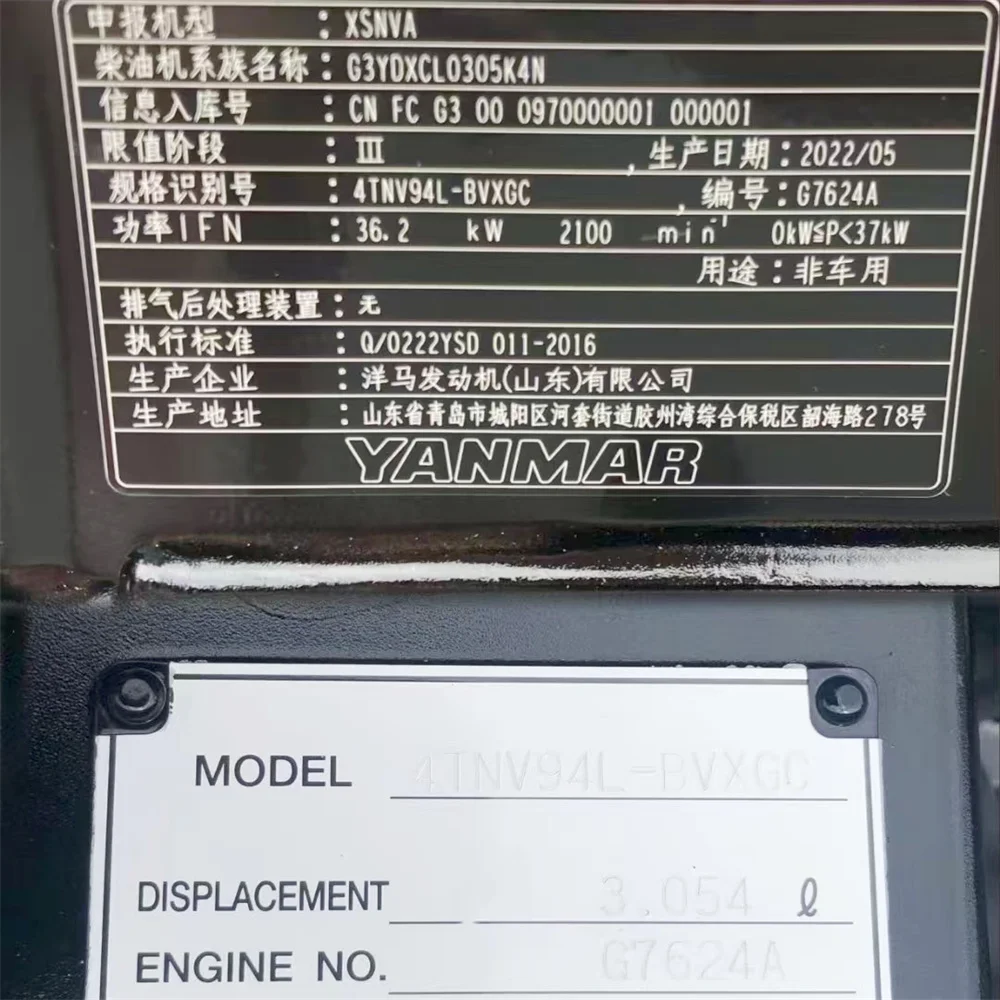 申报机型 : XSNVA
柴油机系族名称 : G3YDXCL0305K4N
信息入库号 : CN FC G3 00 0970000001 000001
限值阶段 : III , 生产日期 : 2022/05
规格识别号 : 4TNV94L-BVXGC , 编号 : G7624A
功率IFN : 36.2 kW 2100 min⁻¹ 0kW≤P<37kW
用途 : 非车用
排气后处理装置 : 无
执行标准 : Q/0222YSD 011-2016
生产企业 : 洋马发动机(山东)有限公司
生产地址 : 山东省青岛市城阳区河套街道胶州湾综合保税区韶海路278号
YANMAR
MODEL 4TNV94L-BVXGC
DISPLACEMENT 3.054 ℓ
ENGINE NO. G7624A